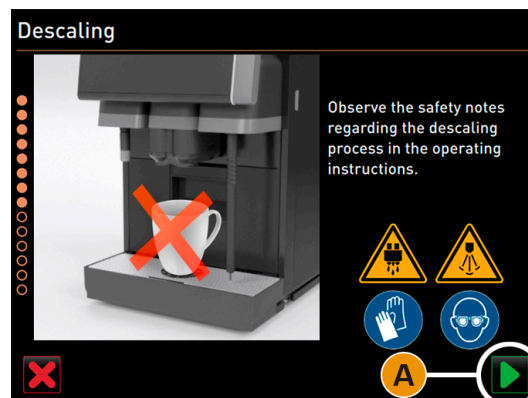 Descaling
Observe the safety notes
regarding the descaling
process in the operating
instructions.
A